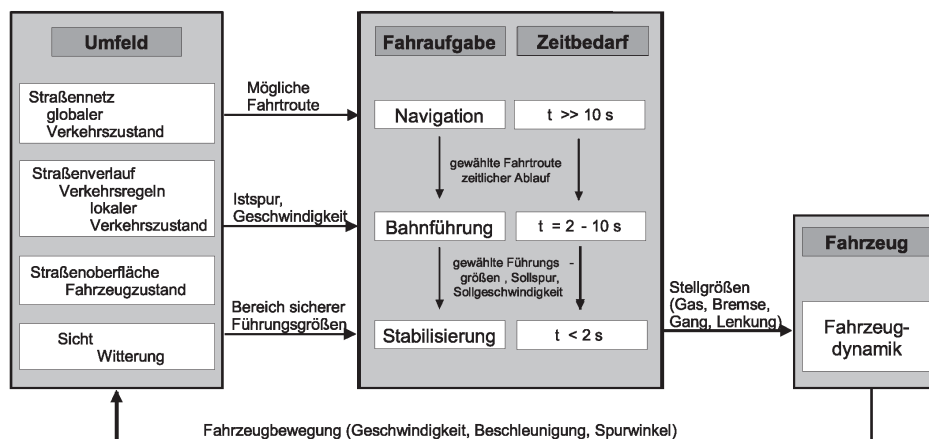 Umfeld
Straßennetz
globaler
Verkehrszustand
Straßenverlauf
Verkehrsregeln
lokaler
Verkehrszustand
Straßenoberfläche
Fahrzeugzustand
Sicht
Witterung
Mögliche
Fahrtroute
Istspur,
Geschwindigkeit
Bereich sicherer
Führungsgrößen
Fahraufgabe
Zeitbedarf
Navigation
t >> 10 s
gewählte Fahrtroute
zeitlicher Ablauf
Bahnführung
t = 2 - 10 s
gewählte Führungs -
größen , Sollspur,
Sollgeschwindigkeit
Stabilisierung
t < 2 s
Stellgrößen
(Gas, Bremse,
Gang, Lenkung)
Fahrzeug
Fahrzeug-
dynamik
Fahrzeugbewegung (Geschwindigkeit, Beschleunigung, Spurwinkel)